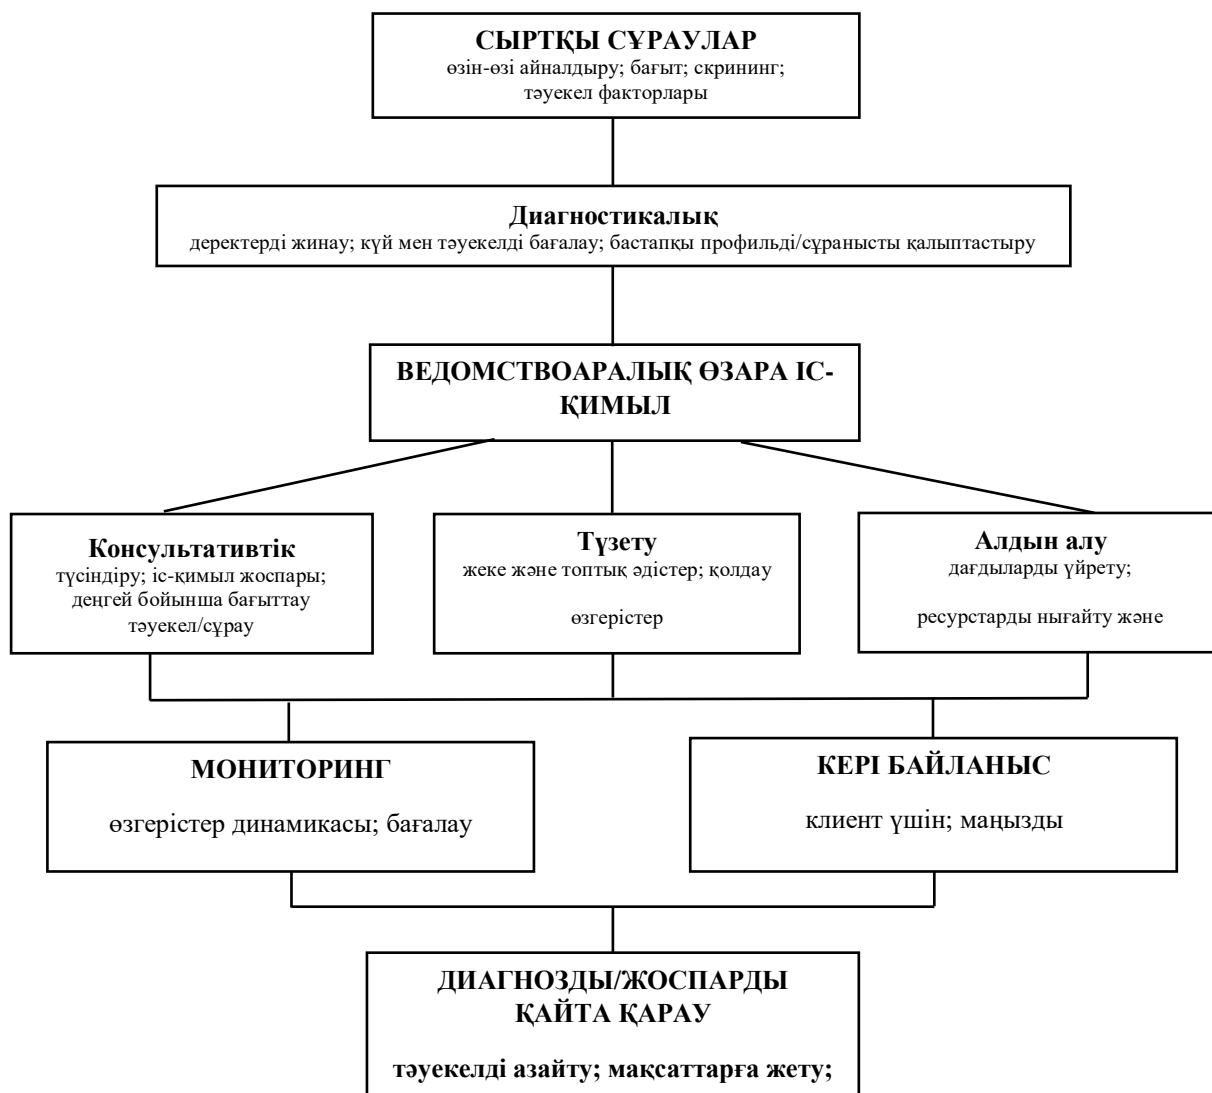 СЫРТҚЫ СҰРАУЛАР
өзін-өзі айналдыру; бағыт; скрининг;
тәуекел факторлары
Диагностикалық
деректерді жинау; күй мен тәуекелді бағалау; бастапқы профильді/сұранысты қалыптастыру
ВЕДОМСТВОАРАЛЫҚ ӨЗАРА ІС-
ҚИМЫЛ
Консультативтік
түсіндіру; іс-қимыл жоспары;
деңгей бойынша бағыттау
тәуекел/сұрау
Түзету
жеке және топтық әдістер; қолдау
өзгерістер
Алдын алу
дағдыларды үйрету;
ресурстарды нығайту және
МОНИТОРИНГ
өзгерістер динамикасы; бағалау
КЕРІ БАЙЛАНЫС
клиент үшін; маңызды
ДИАГНОЗДЫ/ЖОСПАРДЫ
ҚАЙТА ҚАРАУ
тәуекелді азайту; мақсаттарға жету;